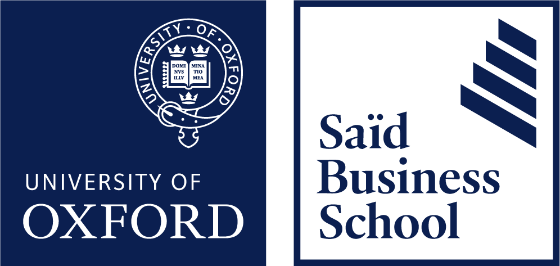 UNIVERSITY · OF · OXFORD
DOMI MINA
NVS TIO
ILLV MEA
UNIVERSITY OF
OXFORD
Saïd
Business
School